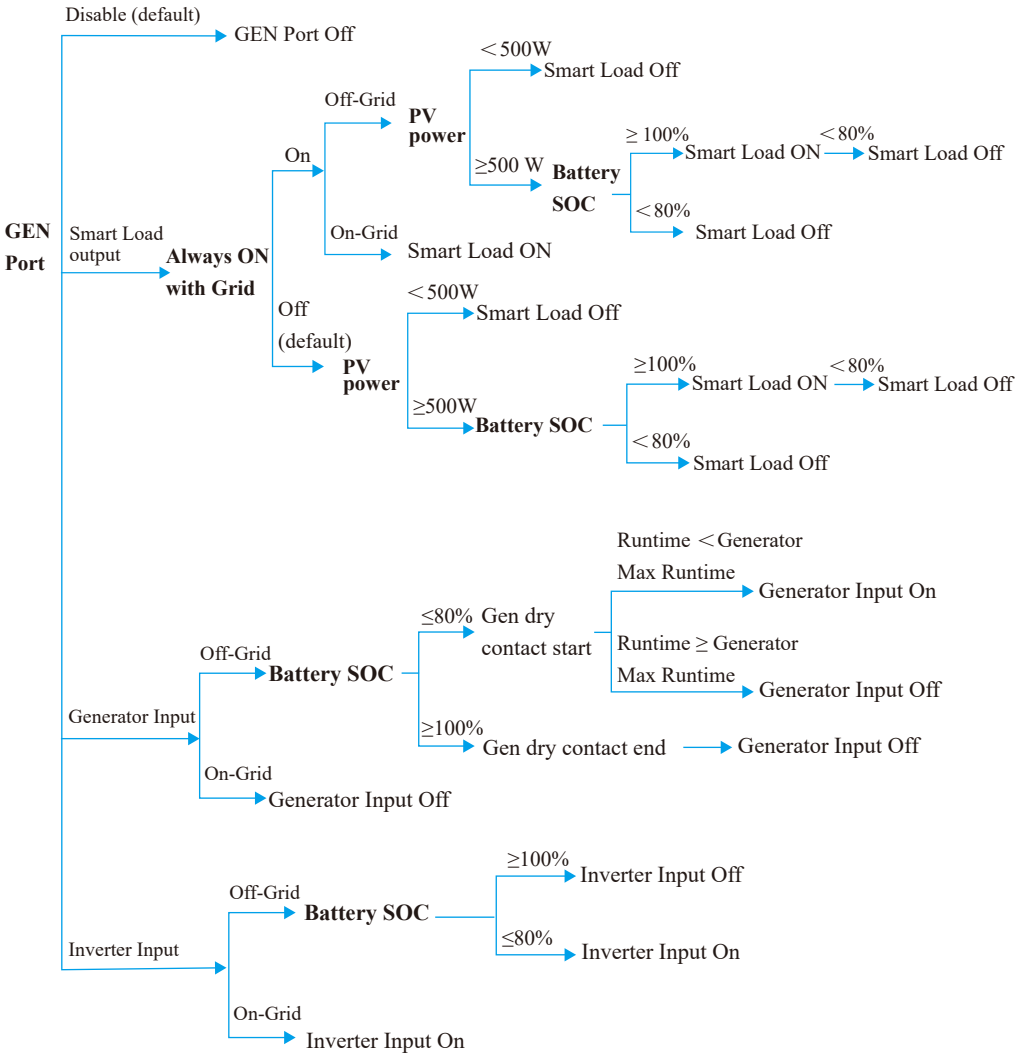 Disable (default)
GEN Port Off
<500W
Smart Load Off
Off-Grid
PV
power
≥ 100%
<80%
On
≥500 W
Battery
SOC
Smart Load ON
Smart Load Off
<80%
Smart Load Off
GEN
Port
Smart Load
output
Always ON
with Grid
On-Grid
Smart Load ON
<500W
Smart Load Off
Off
(default)
PV
power
≥100%
<80%
Smart Load ON
Smart Load Off
≥500W
Battery SOC
<80%
Smart Load Off
Runtime <Generator
Max Runtime
Generator Input On
≤80%
Gen dry
contact start
Runtime ≥ Generator
Max Runtime
Generator Input Off
Off-Grid
Battery SOC
Generator Input
≥100%
Gen dry contact end
Generator Input Off
On-Grid
Generator Input Off
≥100%
Inverter Input Off
Off-Grid
Battery SOC
≤80%
Inverter Input On
Inverter Input
On-Grid
Inverter Input On